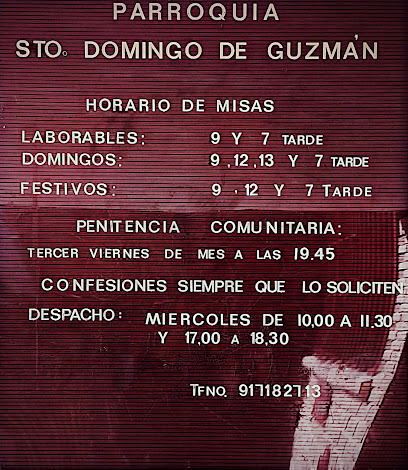 PARROQUIA
STO. DOMINGO DE GUZMÁN
HORARIO DE MISAS
LABORABLES: 9 Y 7 TARDE
DOMINGOS: 9,12,13 Y 7 TARDE
FESTIVOS: 9 ,12 Y 7 TARDE
PENITENCIA COMUNITARIA:
TERCER VIERNES DE MES A LAS 19.45
CONFESIONES SIEMPRE QUE LO SOLICITEN
DESPACHO: MIERCOLES DE 10,00 A 11.30
Y 17,00 A 18,30
TFNO. 917182713